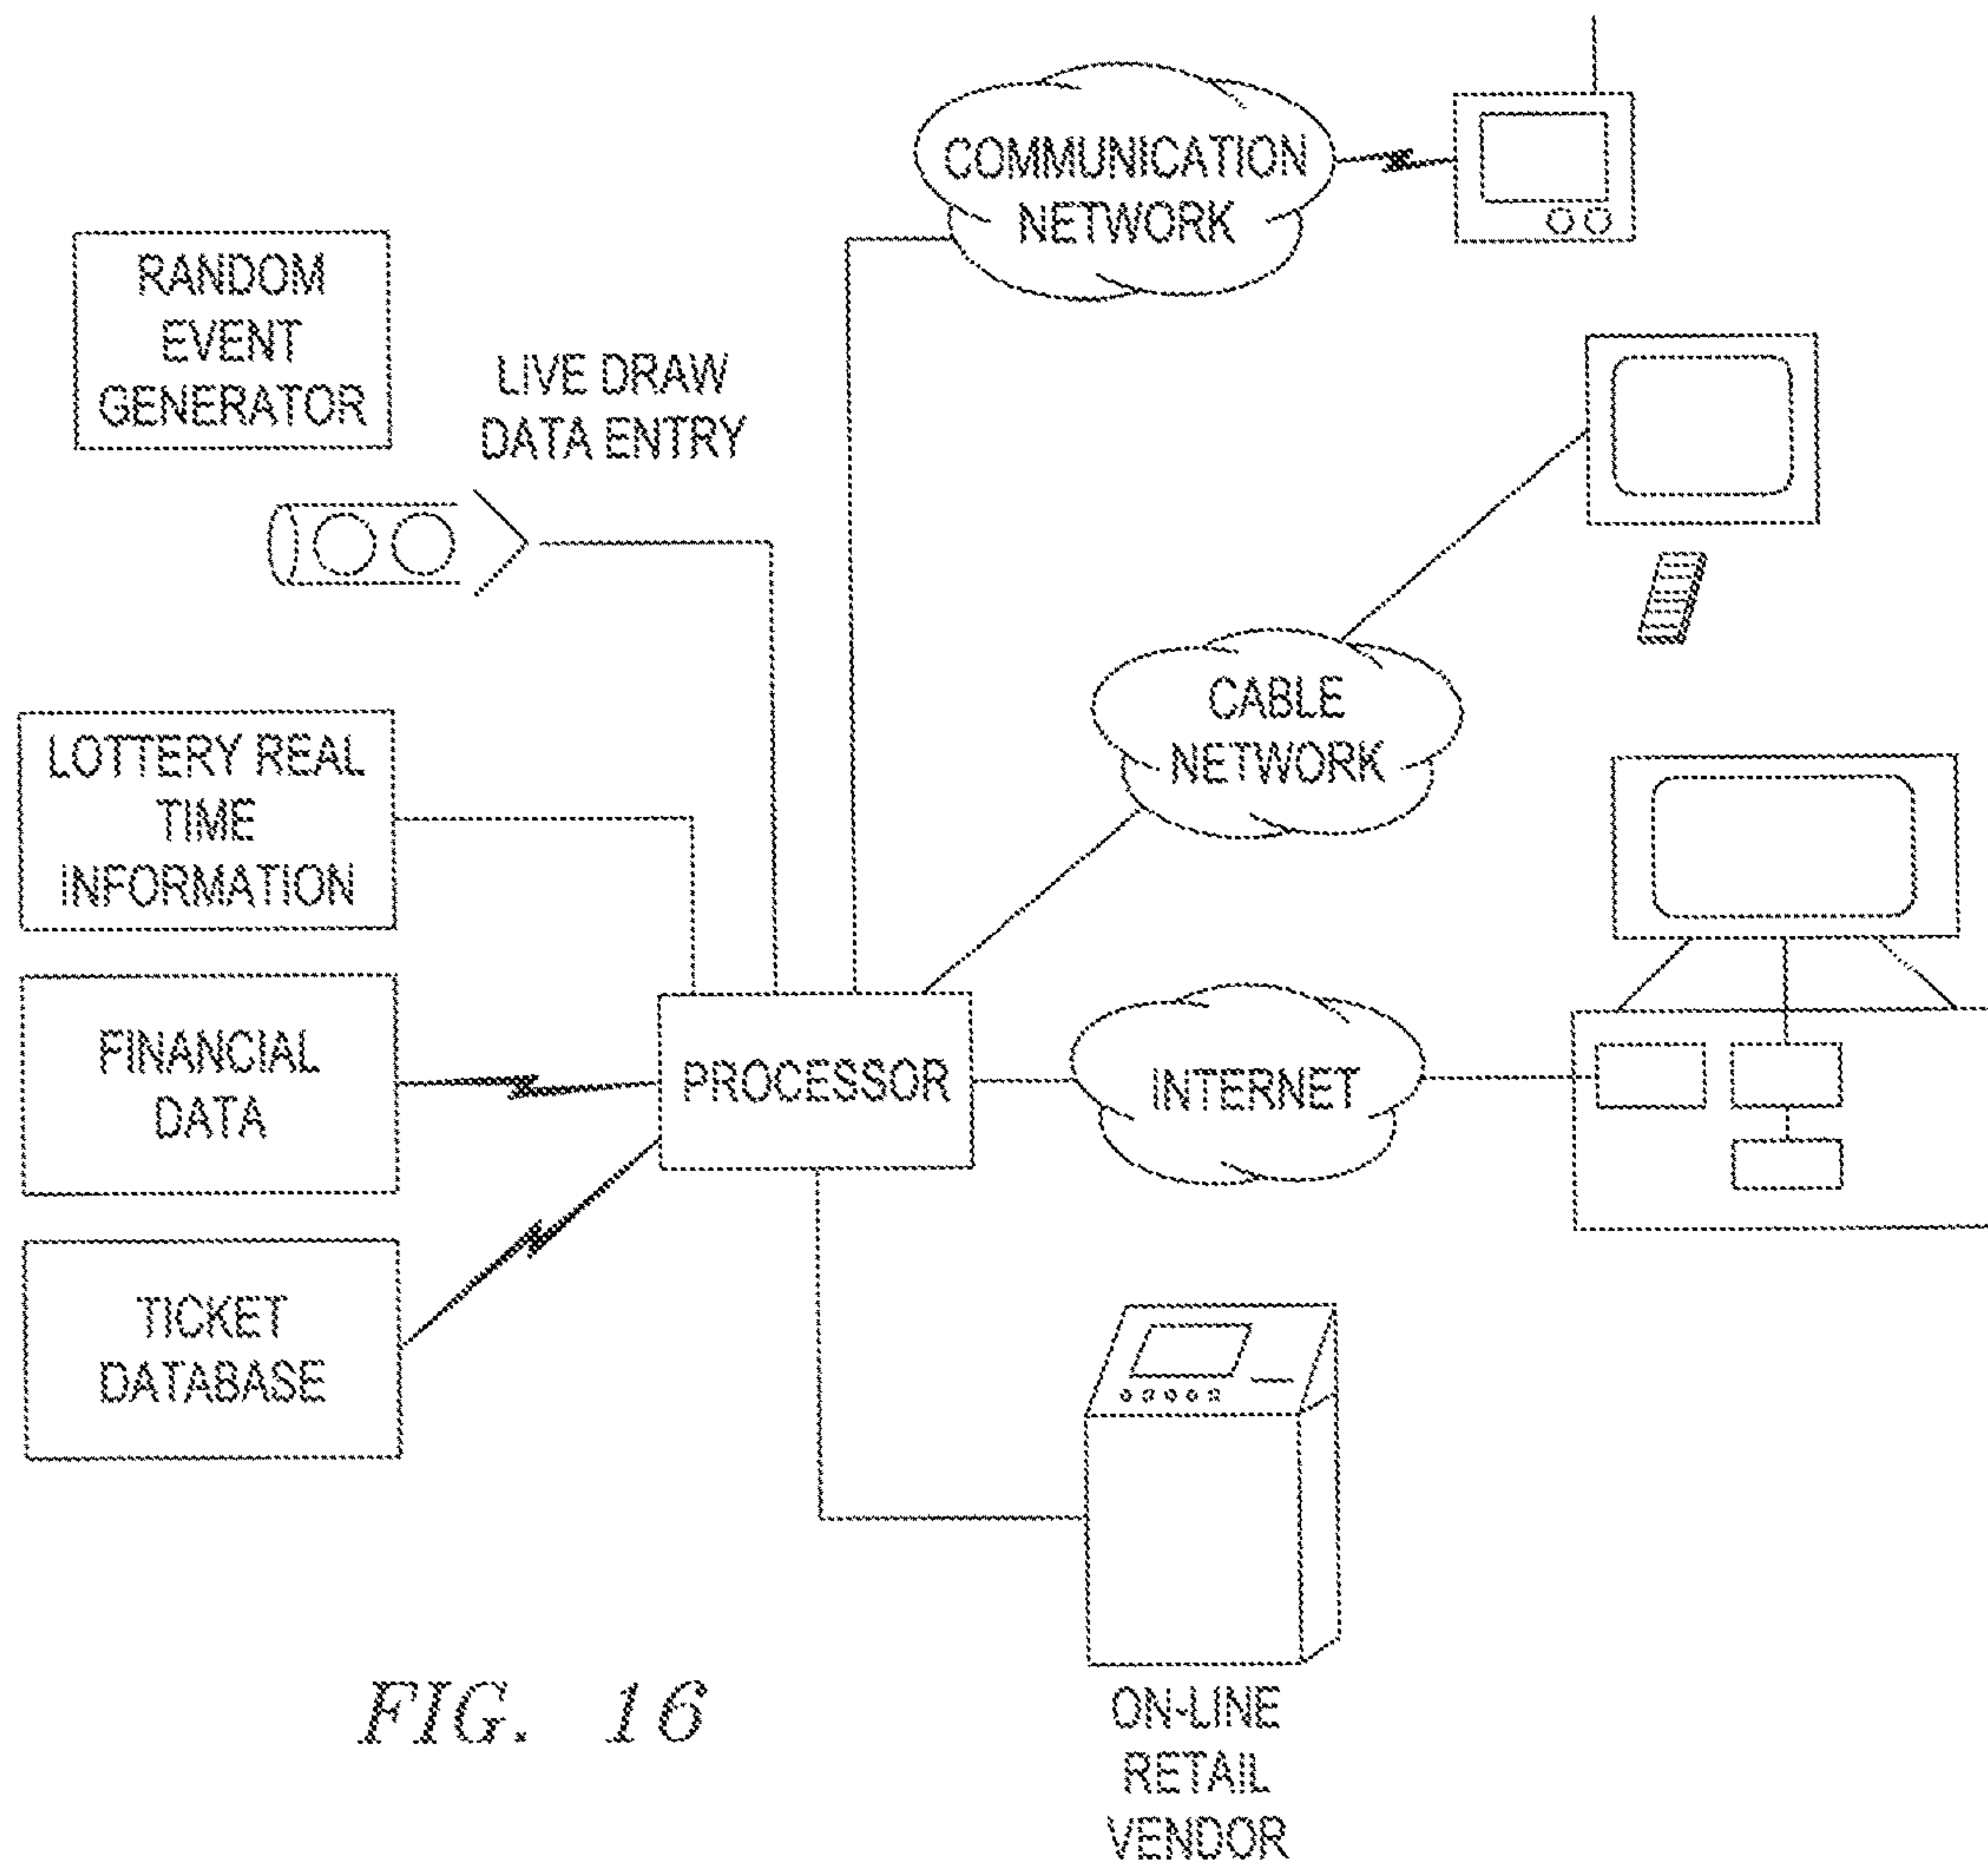 COMMUNICATION
NETWORK
RANDOM
EVENT
GENERATOR
LIVE DRAW
DATA ENTRY
CABLE
NETWORK
LOTTERY REAL
TIME
INFORMATION
FINANCIAL
DATA
PROCESSOR
INTERNET
TICKET
DATABASE
ON-LINE
RETAIL
VENDOR
FIG. 16